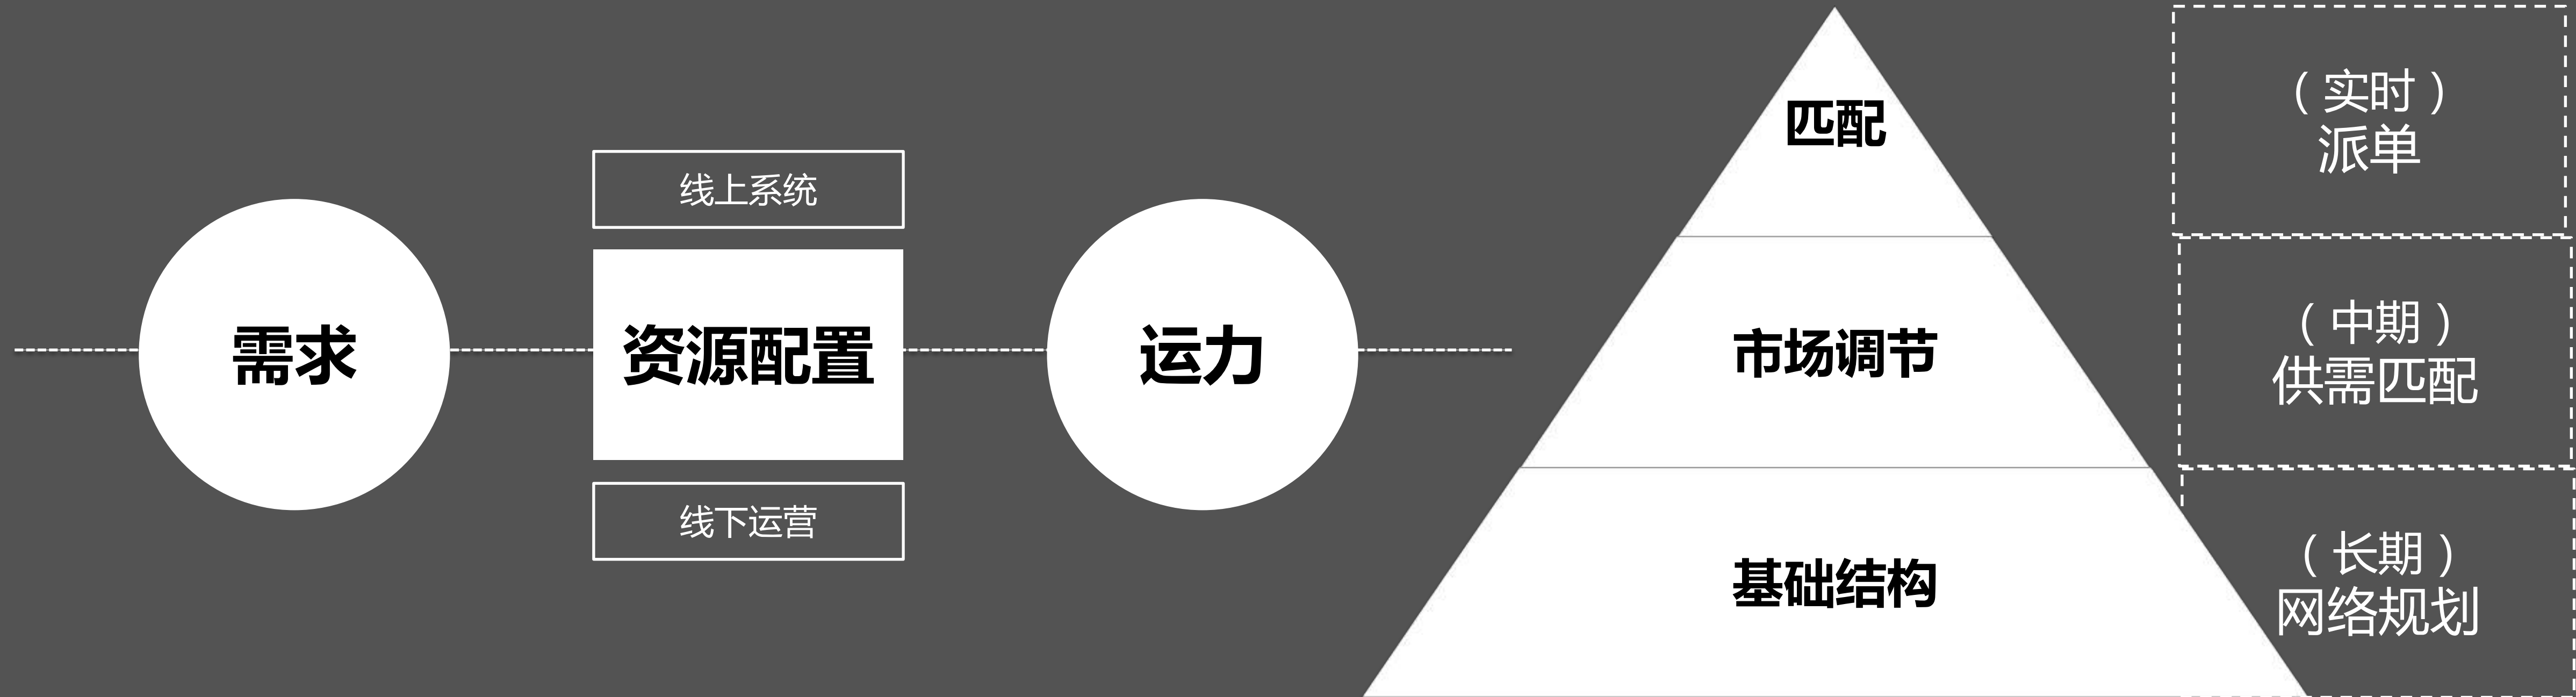 需求
线上系统
资源配置
线下运营
运力
匹配
市场调节
基础结构
（实时）
派单
（中期）
供需匹配
（长期）
网络规划